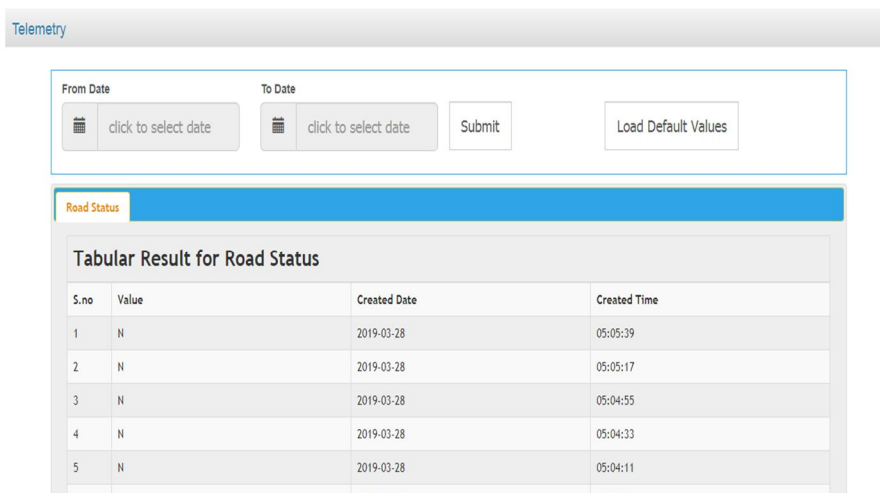 Telemetry
From Date To Date
click to select date click to select date Submit Load Default Values
Road Status
Tabular Result for Road Status
S.no Value Created Date Created Time
1 N 2019-03-28 05:05:39
2 N 2019-03-28 05:05:17
3 N 2019-03-28 05:04:55
4 N 2019-03-28 05:04:33
5 N 2019-03-28 05:04:11